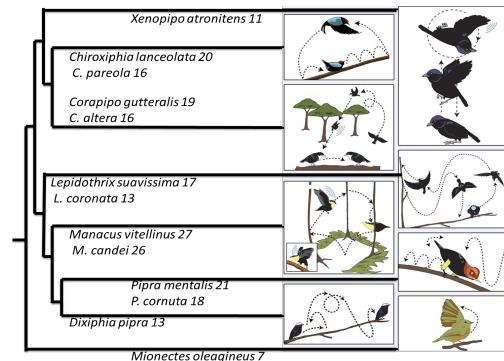 Xenopipo atronitens 11
Chiroxiphia lanceolata 20
C. pareola 16
Corapipo gutteralis 19
C. altera 16
Lepidothrix suavissima 17
L. coronata 13
Manacus vitellinus 27
M. candei 26
Pipra mentalis 21
P. cornuta 18
Dixiphia pipra 13
Mionectes oleagineus 7